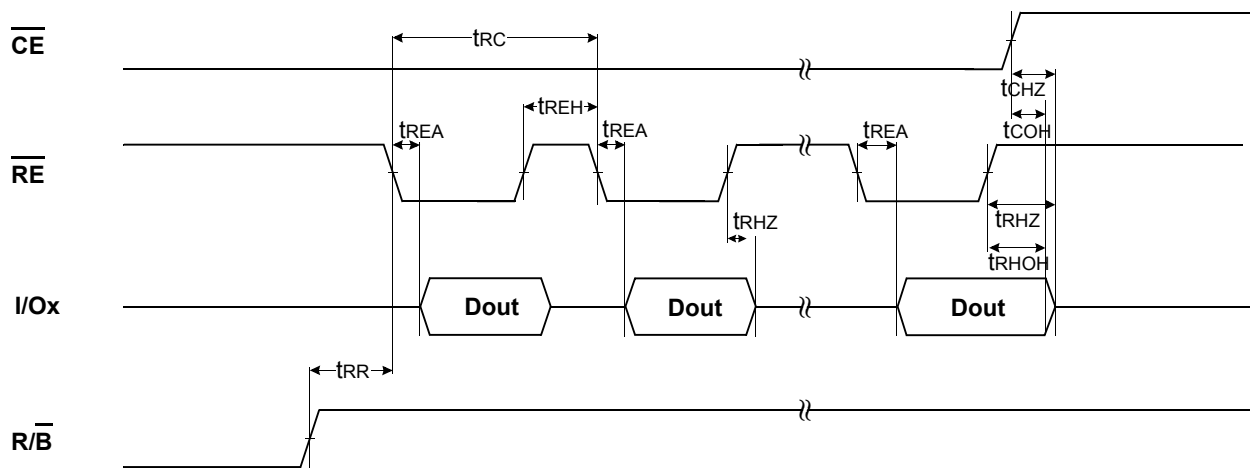 CE
tRC
tCHZ
tREH
tREA
tREA
tREA
tCOH
RE
tRHZ
tRHZ
tRHOH
I/Ox
Dout
Dout
Dout
tRR
R/B